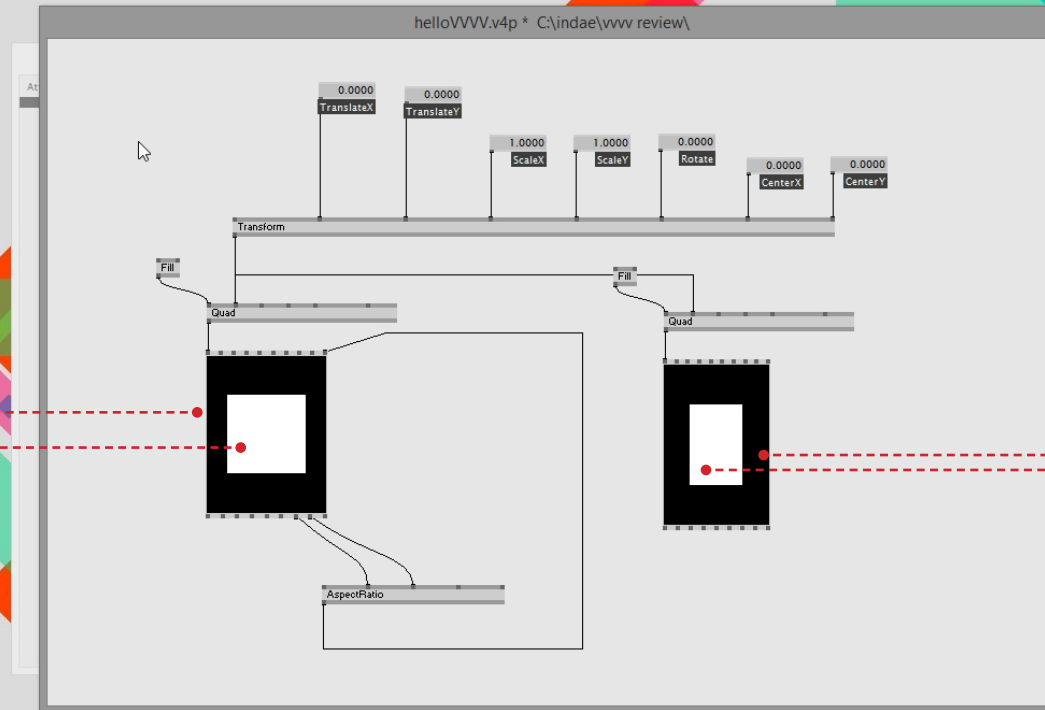 helloVVVV.v4p * C:\indae\vvvv review\
At
0.0000
TranslateX
0.0000
TranslateY
1.0000
ScaleX
1.0000
ScaleY
0.0000
Rotate
0.0000
CenterX
0.0000
CenterY
Transform
Fill
Fill
Quad
Quad
AspectRatio